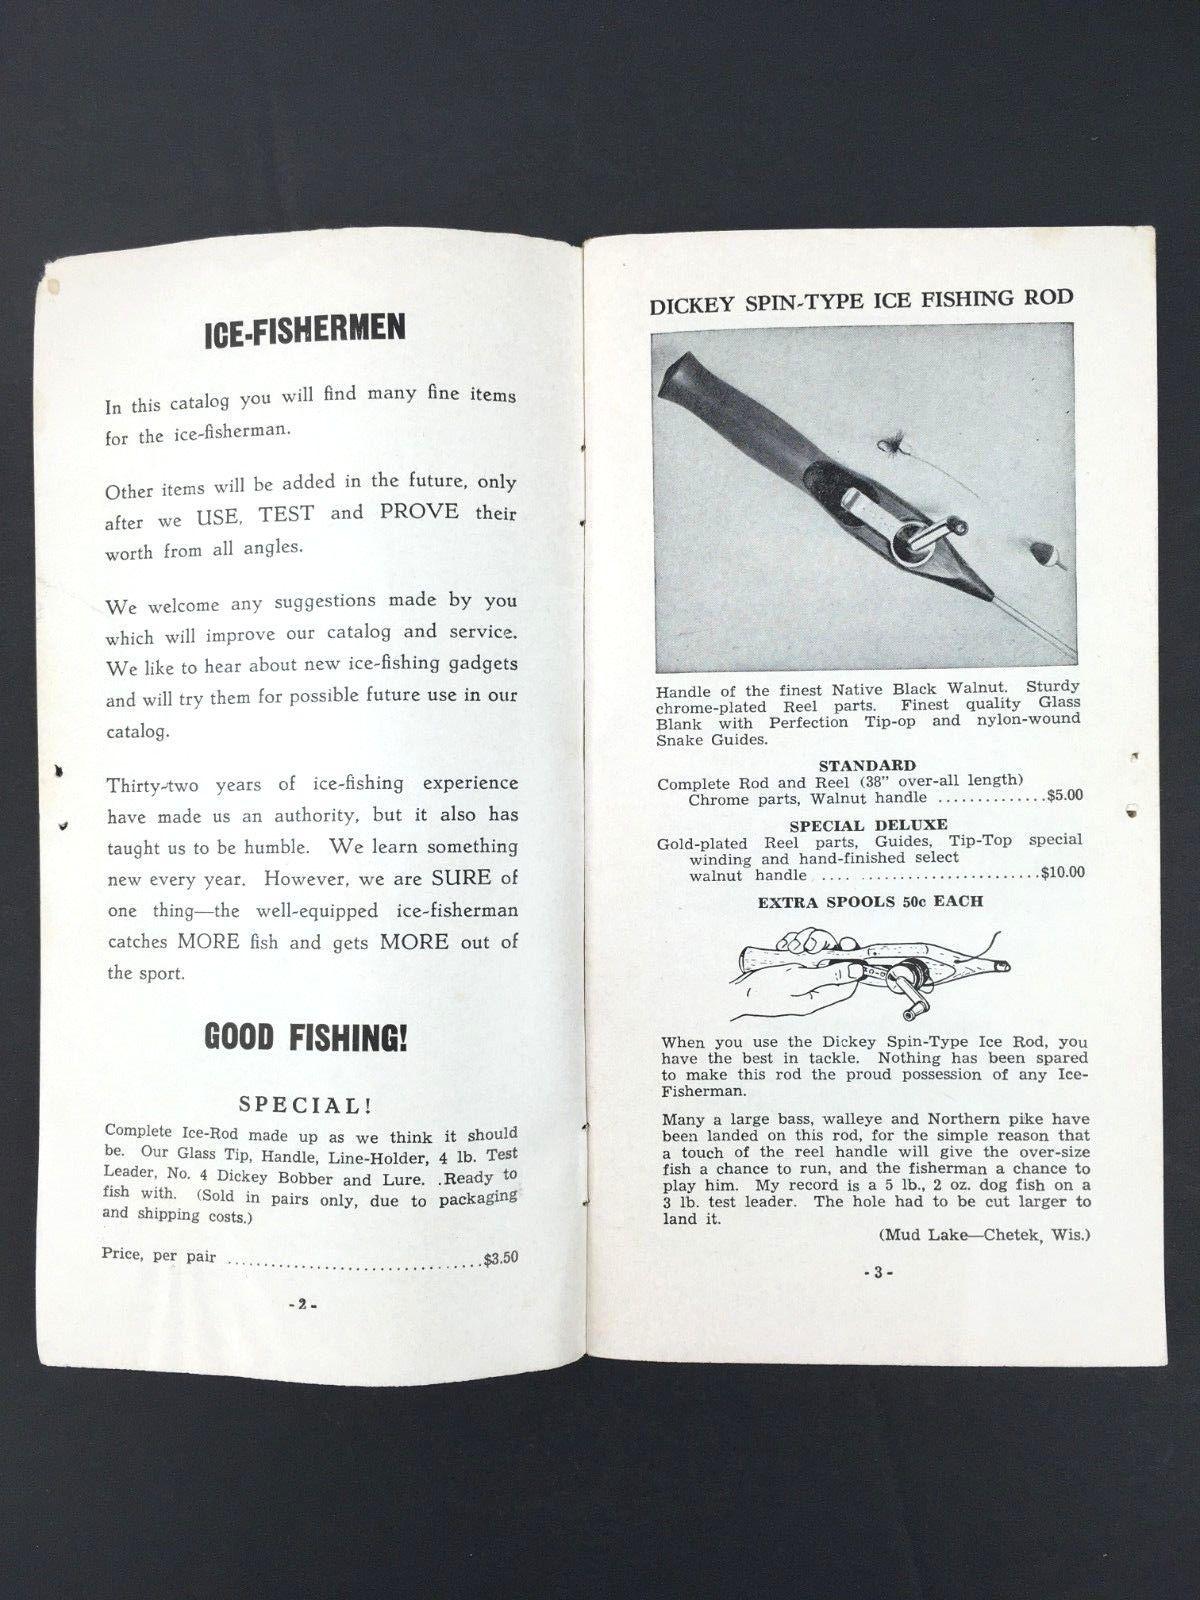 ICE-FISHERMEN
In this catalog you will find many fine items
for the ice-fisherman.
Other items will be added in the future, only
after we USE, TEST and PROVE their
worth from all angles.
We welcome any suggestions made by you
which will improve our catalog and service.
We like to hear about new ice-fishing gadgets
and will try them for possible future use in our
catalog.
Thirty-two years of ice-fishing experience
have made us an authority, but it also has
taught us to be humble. We learn something
new every year. However, we are SURE of
one thing—the well-equipped ice-fisherman
catches MORE fish and gets MORE out of
the sport.
GOOD FISHING!
SPECIAL!
Complete Ice-Rod made up as we think it should
be. Our Glass Tip, Handle, Line-Holder, 4 lb. Test
Leader, No. 4 Dickey Bobber and Lure. .Ready to
fish with. (Sold in pairs only, due to packaging
and shipping costs.)
Price, per pair ..................................$3.50
-2-
DICKEY SPIN-TYPE ICE FISHING ROD
Handle of the finest Native Black Walnut. Sturdy
chrome-plated Reel parts. Finest quality Glass
Blank with Perfection Tip-op and nylon-wound
Snake Guides.
STANDARD
Complete Rod and Reel (38" over-all length)
Chrome parts, Walnut handle ..............$5.00
SPECIAL DELUXE
Gold-plated Reel parts, Guides, Tip-Top special
winding and hand-finished select
walnut handle .... .......................$10.00
EXTRA SPOOLS 50c EACH
When you use the Dickey Spin-Type Ice Rod, you
have the best in tackle. Nothing has been spared
to make this rod the proud possession of any Ice-
Fisherman.
Many a large bass, walleye and Northern pike have
been landed on this rod, for the simple reason that
a touch of the reel handle will give the over-size
fish a chance to run, and the fisherman a chance to
play him. My record is a 5 lb., 2 oz. dog fish on a
3 lb. test leader. The hole had to be cut larger to
land it.
(Mud Lake—Chetek, Wis.)
-3-